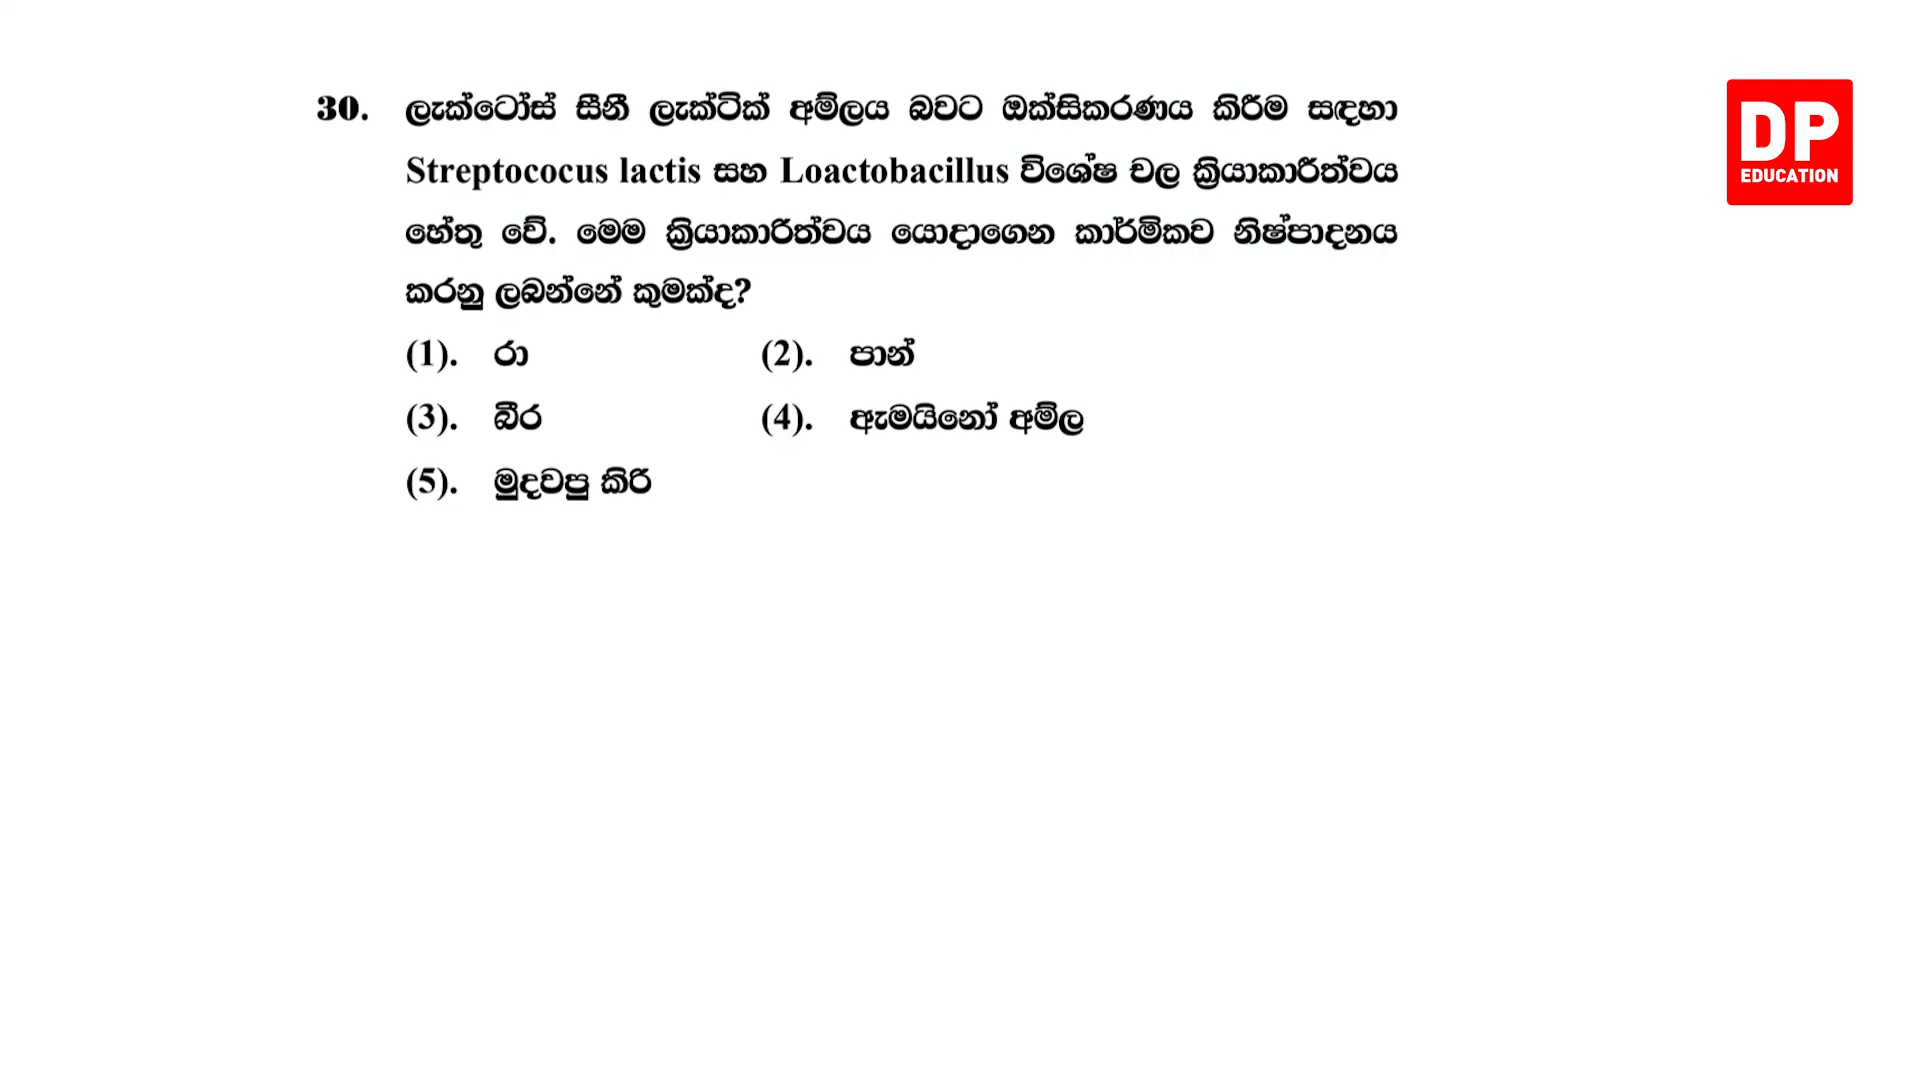 30. ලැක්ටෝස් සීනී ලැක්ටික් අම්ලය බවට ඔක්සිකරණය කිරීම සඳහා
Streptococus lactis සහ Loactobacillus විශේෂ වල ක්‍රියාකාරීත්වය
හේතු වේ. මෙම ක්‍රියාකාරීත්වය යොදාගෙන කාර්මිකව නිෂ්පාදනය
කරනු ලබන්නේ කුමක්ද?
(1). රා (2). පාන්
(3). බීර (4). ඇමයිනෝ අම්ල
(5). මුදවපු කිරි
DP
EDUCATION